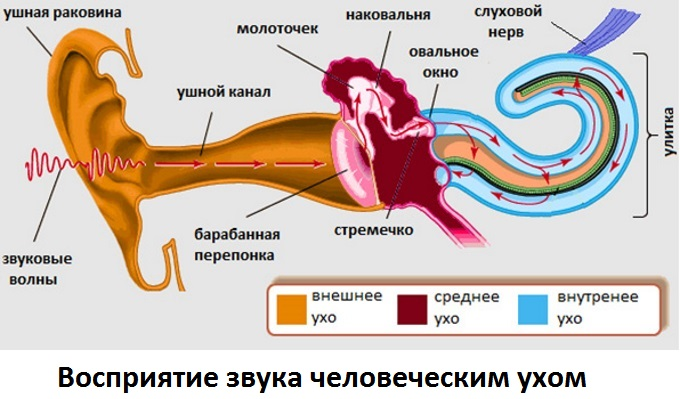 ушная раковина
молоточек
наковальня
слуховой
нерв
овальное
окно
ушной канал
улитка
звуковые
волны
барабанная
перепонка
стремечко
внешнее
ухо
среднее
ухо
внутренее
ухо
Восприятие звука человеческим ухом